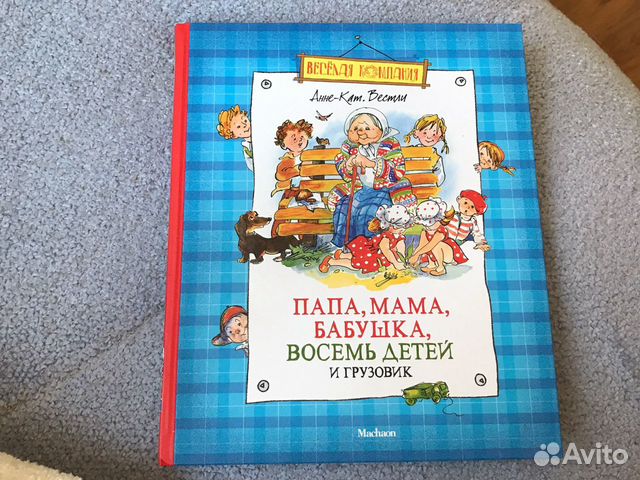 ВЕСЁЛАЯ КОМПАНИЯ
Анне-Кат. Вестли
ПАПА, МАМА,
БАБУШКА,
ВОСЕМЬ ДЕТЕЙ
И ГРУЗОВИК
Machaon
Avito